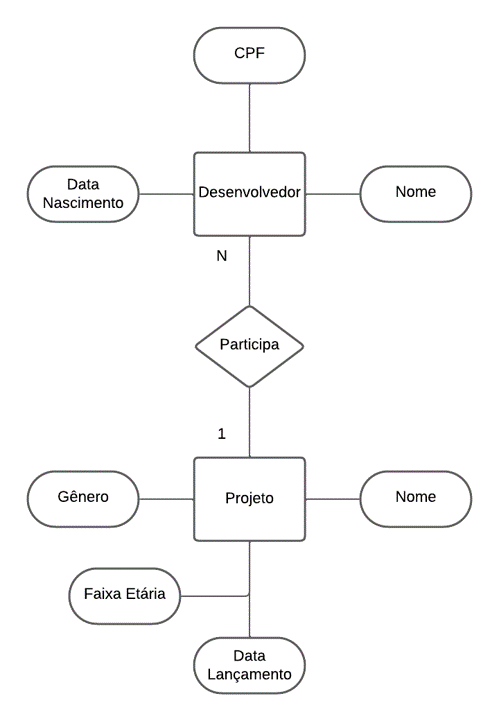 CPF
Data
Nascimento
Desenvolvedor
Nome
N
Participa
1
Gênero
Projeto
Nome
Faixa Etária
Data
Lançamento